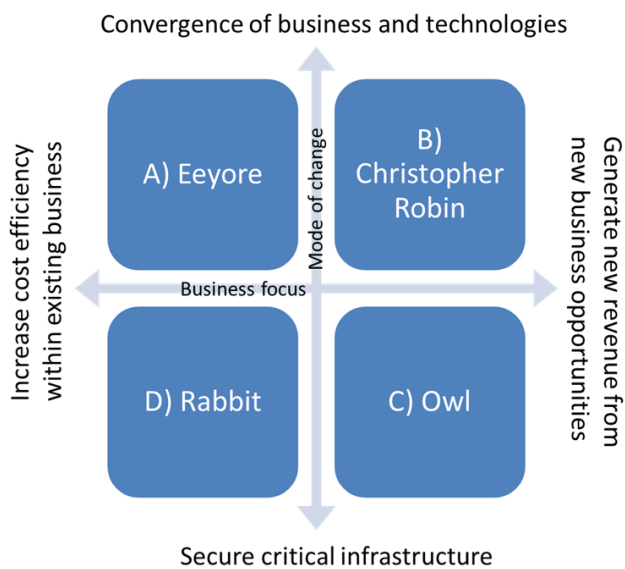 Convergence of business and technologies
A) Eeyore
B)
Christopher
Robin
Mode of change
Increase cost efficiency
within existing business
Generate new revenue from
new business opportunities
Business focus
D) Rabbit
C) Owl
Secure critical infrastructure